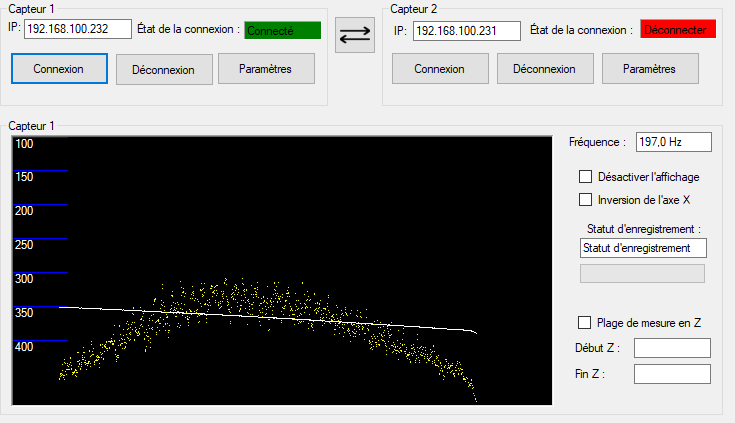 Capteur 1
IP: 192.168.100.232 État de la connexion : Connecté
Connexion Déconnexion Paramètres
Capteur 2
IP: 192.168.100.231 État de la connexion : Déconnecter
Connexion Déconnexion Paramètres
Capteur 1
100
150
200
250
300
350
400
Fréquence : 197,0 Hz
Désactiver l'affichage
Inversion de l'axe X
Statut d'enregistrement :
Statut d'enregistrement
Plage de mesure en Z
Début Z :
Fin Z :